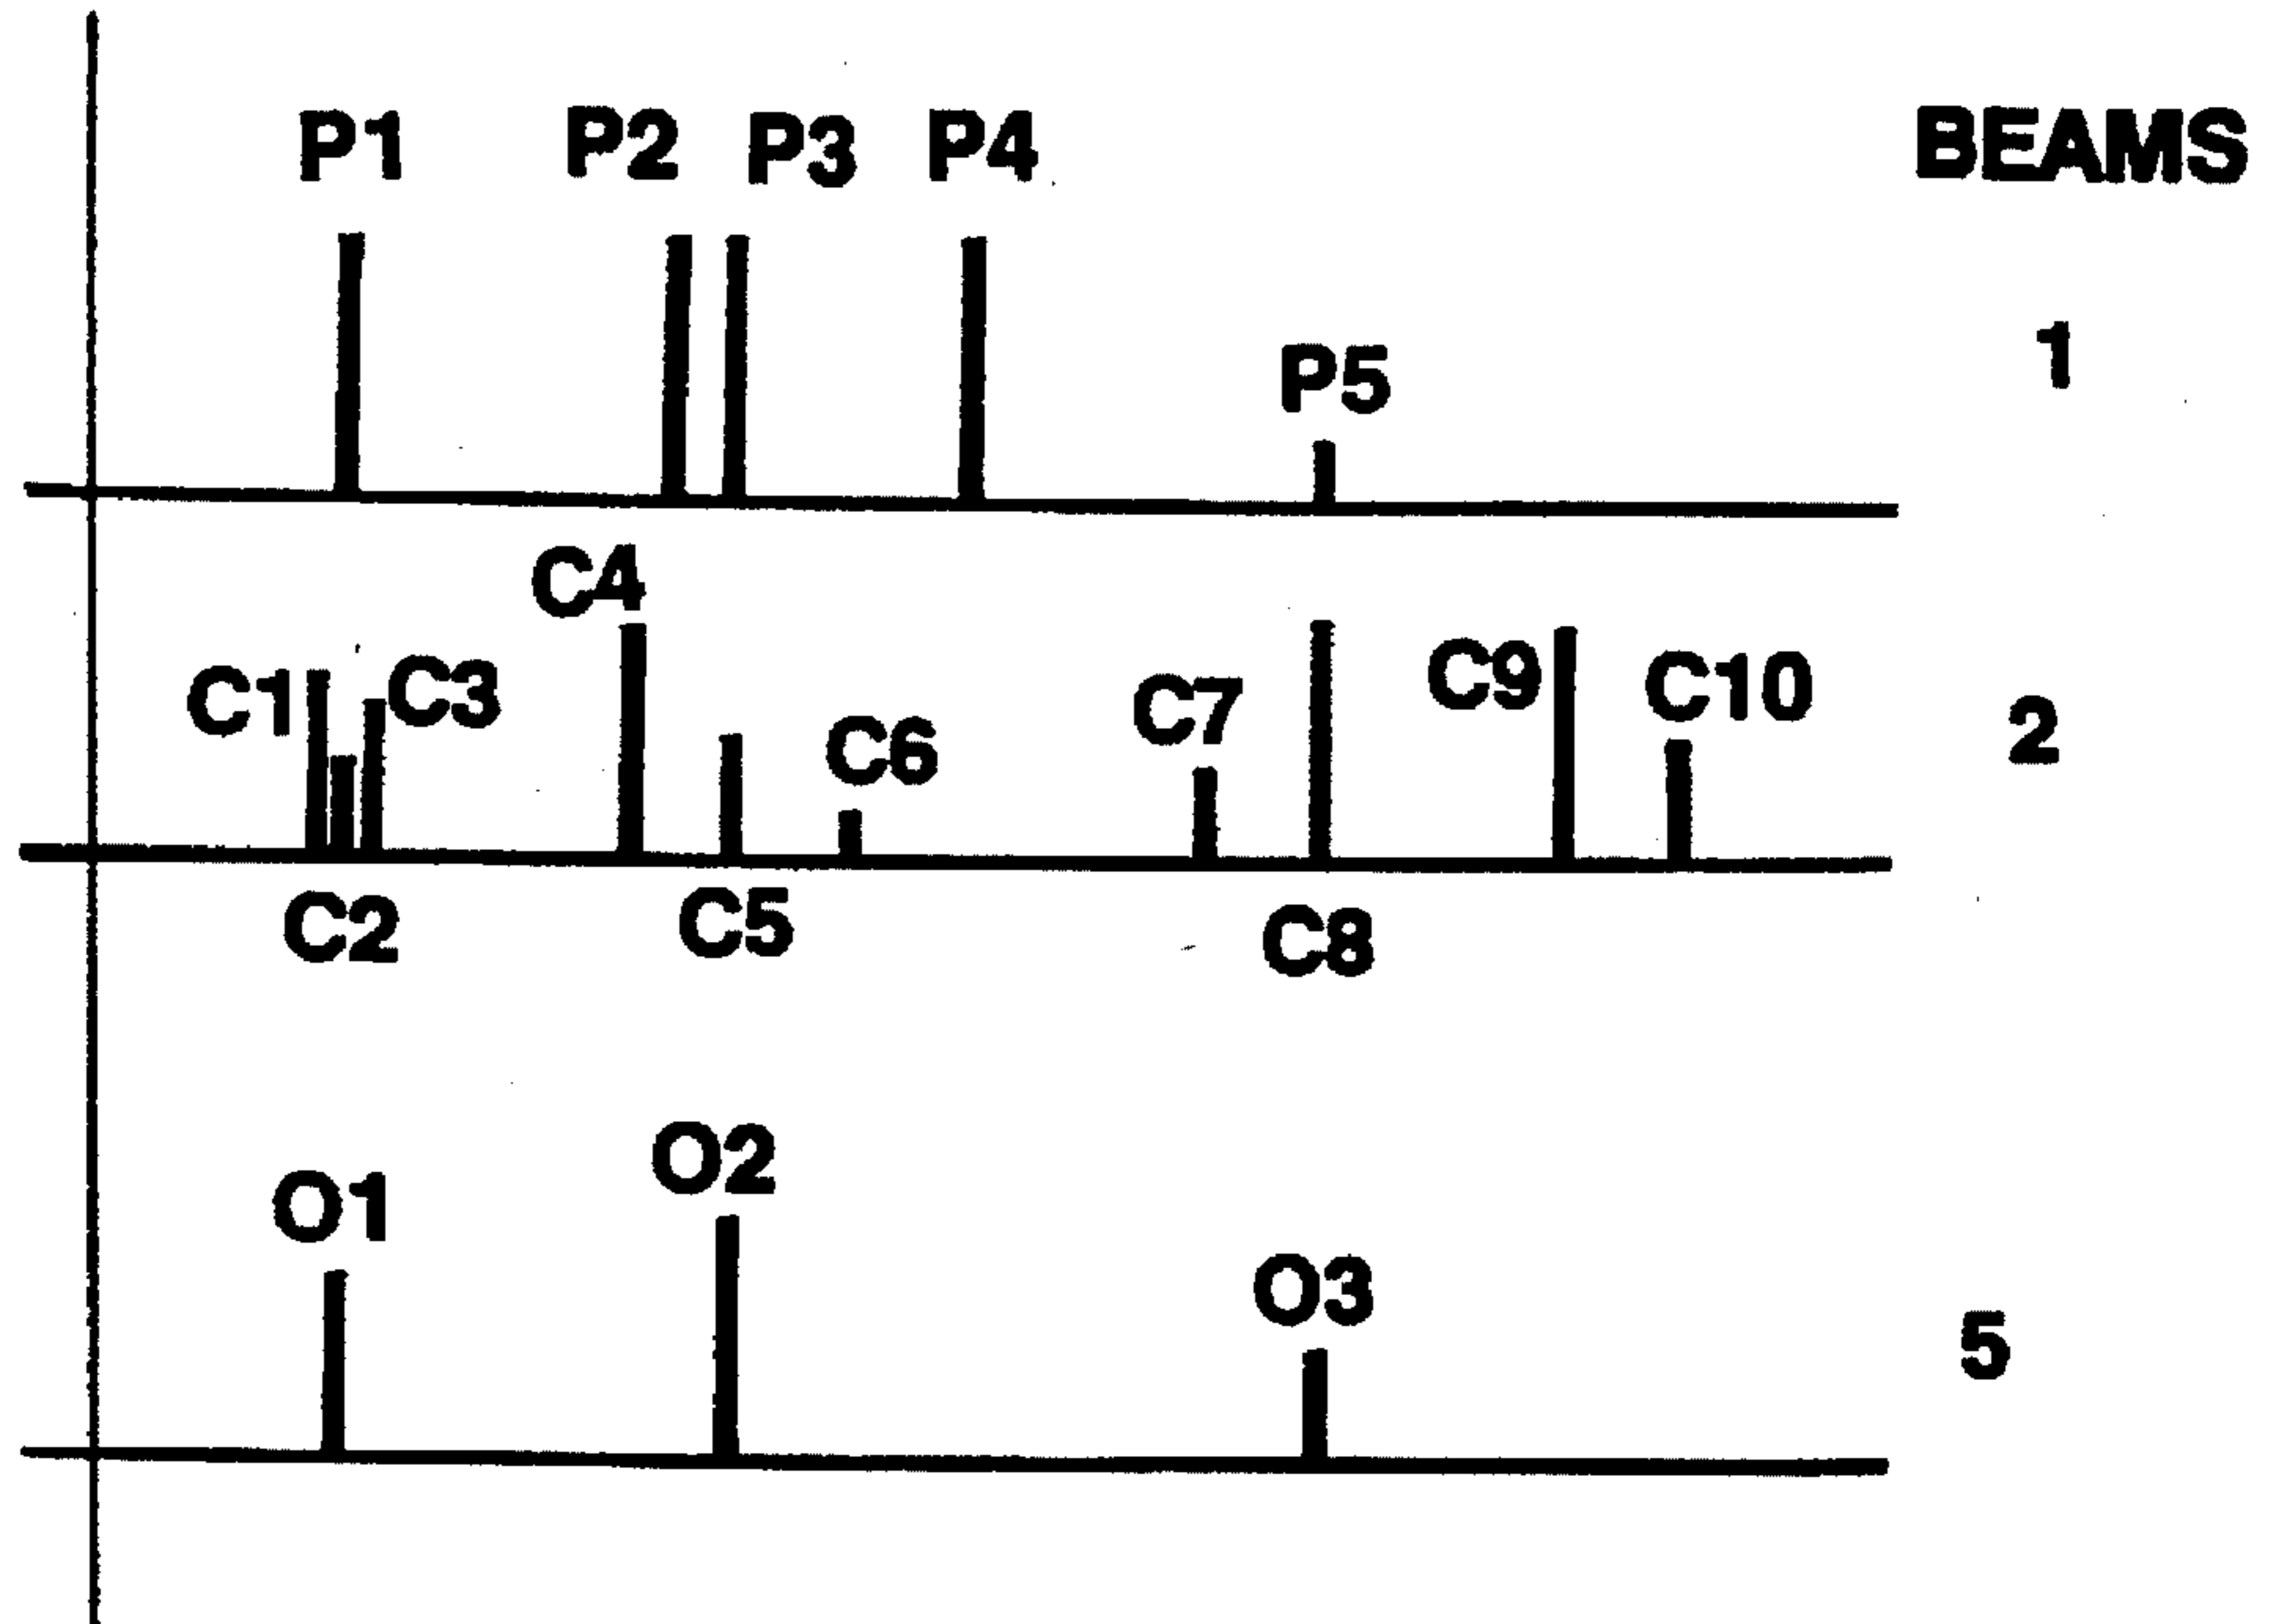 P1 P2 P3 P4 BEAMS
P5 1
C4
C1 C3 C6 C7 C9 C10 2
C2 C5 C8
O1 O2
O3 5